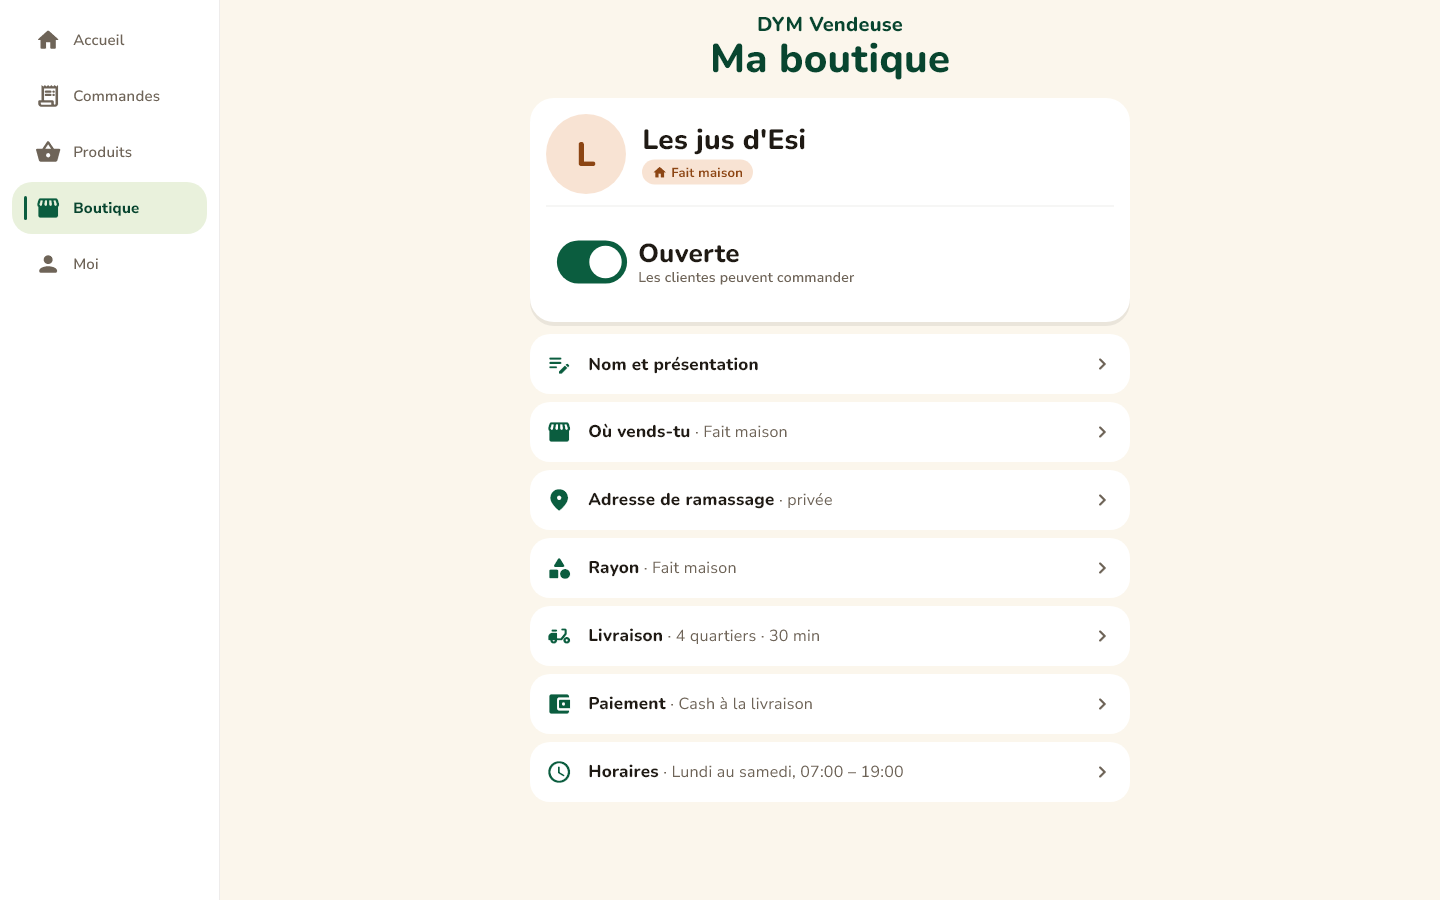 Accueil
Commandes
Produits
Boutique
Moi
DYM Vendeuse
Ma boutique
L
Les jus d'Esi
Fait maison
Ouverte
Les clientes peuvent commander
Nom et présentation
Où vends-tu · Fait maison
Adresse de ramassage · privée
Rayon · Fait maison
Livraison · 4 quartiers · 30 min
Paiement · Cash à la livraison
Horaires · Lundi au samedi, 07:00 – 19:00